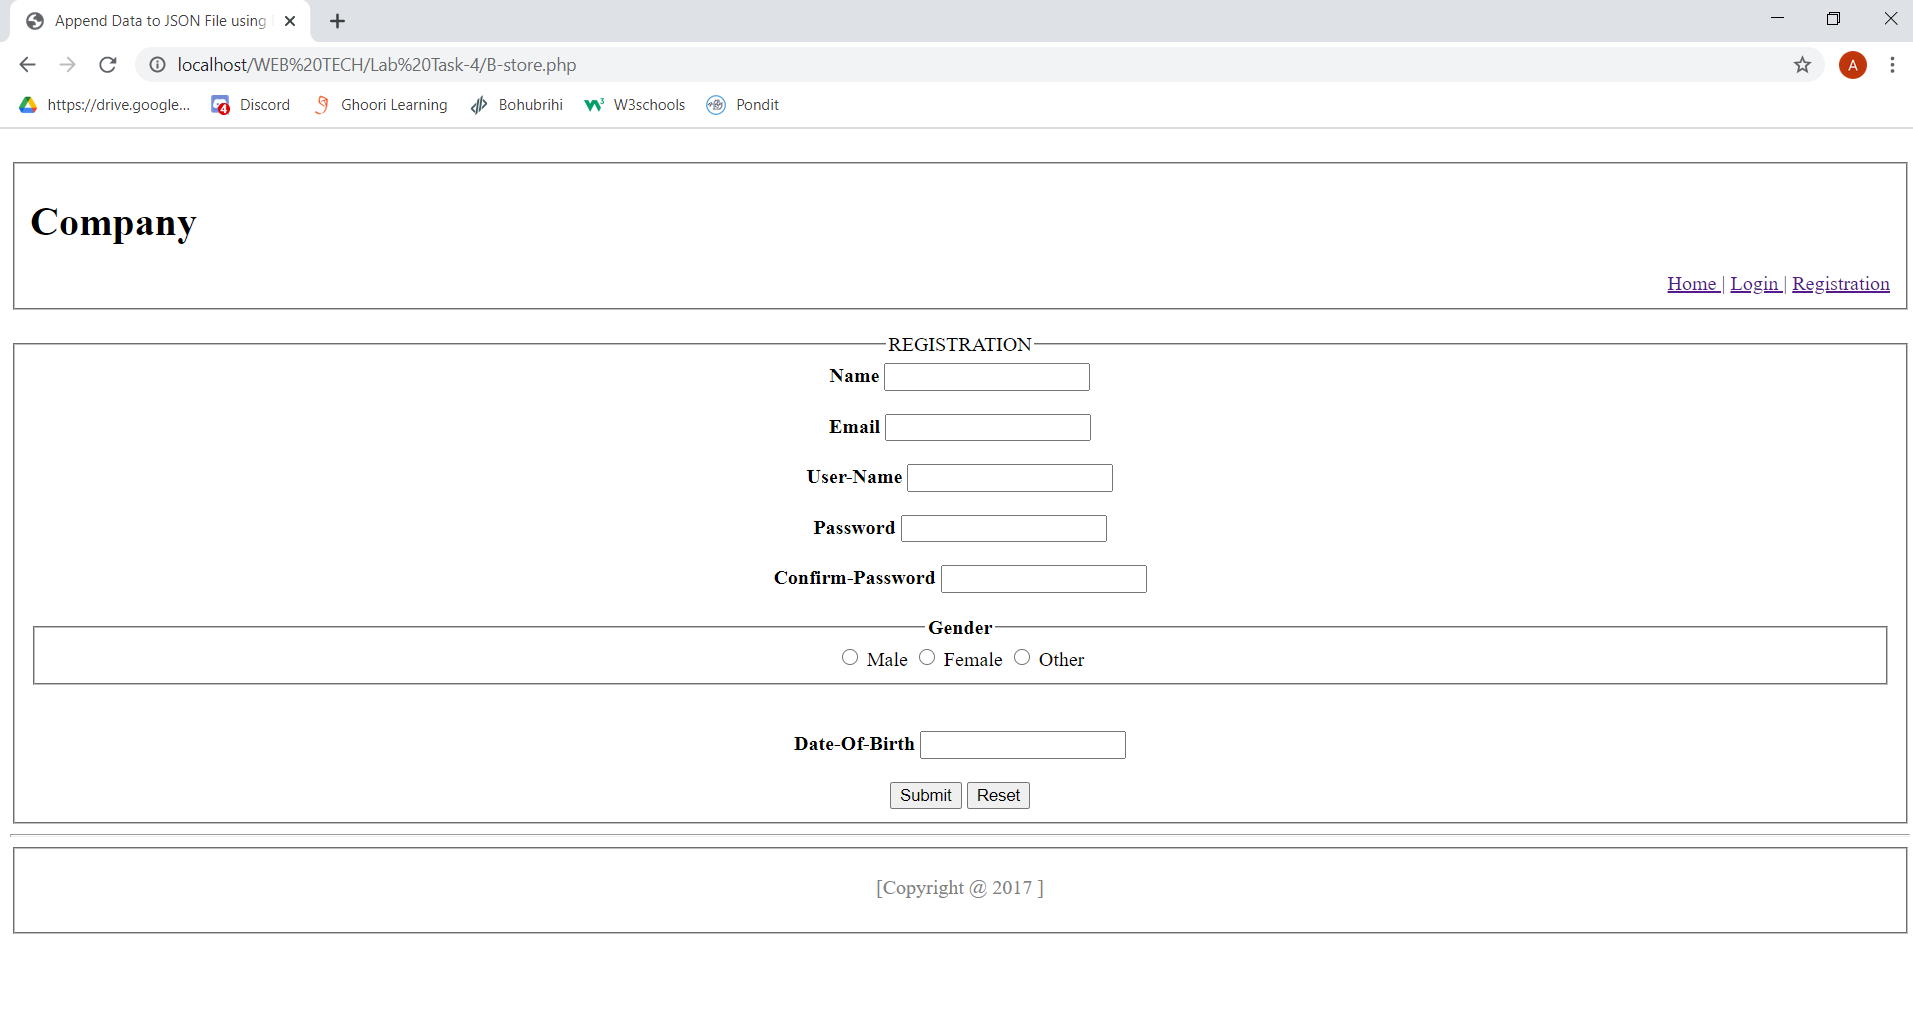 Append Data to JSON File using
localhost/WEB%20TECH/Lab%20Task-4/B-store.php
A
https://drive.google... 4 Discord Ghoori Learning Bohubrihi W3schools Pondit
Company
Home | Login | Registration
REGISTRATION
Name
Email
User-Name
Password
Confirm-Password
Gender
Male Female Other
Date-Of-Birth
Submit Reset
[Copyright @ 2017 ]